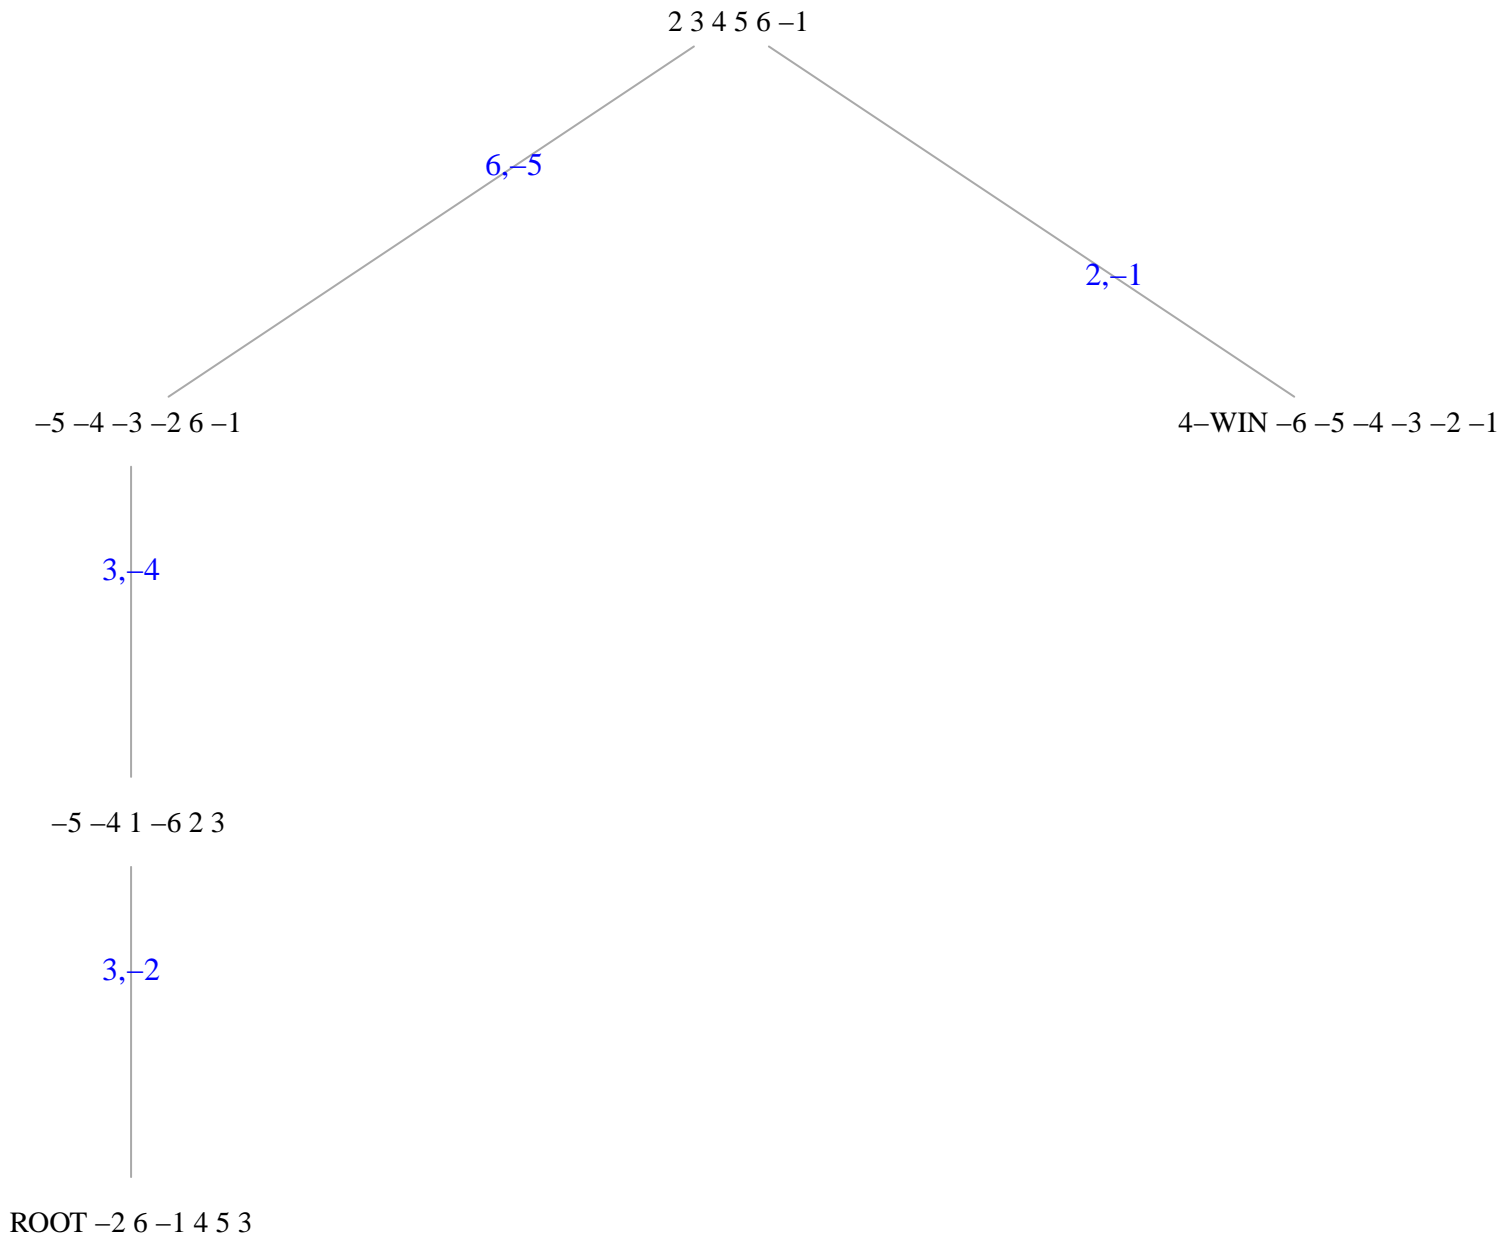 2 3 4 5 6 –1
6,–5
2,–1
–5 –4 –3 –2 6 –1
4–WIN –6 –5 –4 –3 –2 –1
3,–4
–5 –4 1 –6 2 3
3,–2
ROOT –2 6 –1 4 5 3